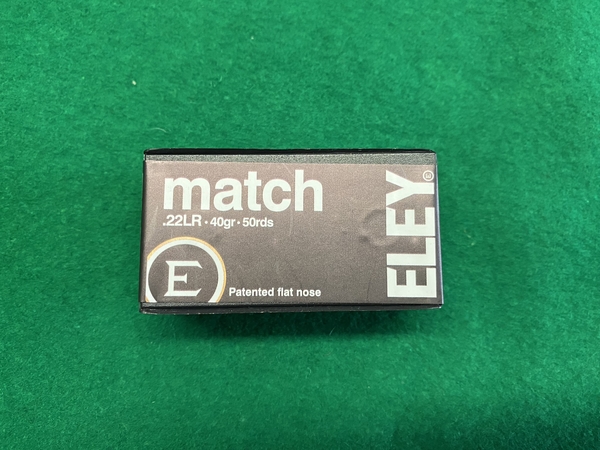 match
.22LR • 40gr • 50rds
E
Patented flat nose
ELEY®